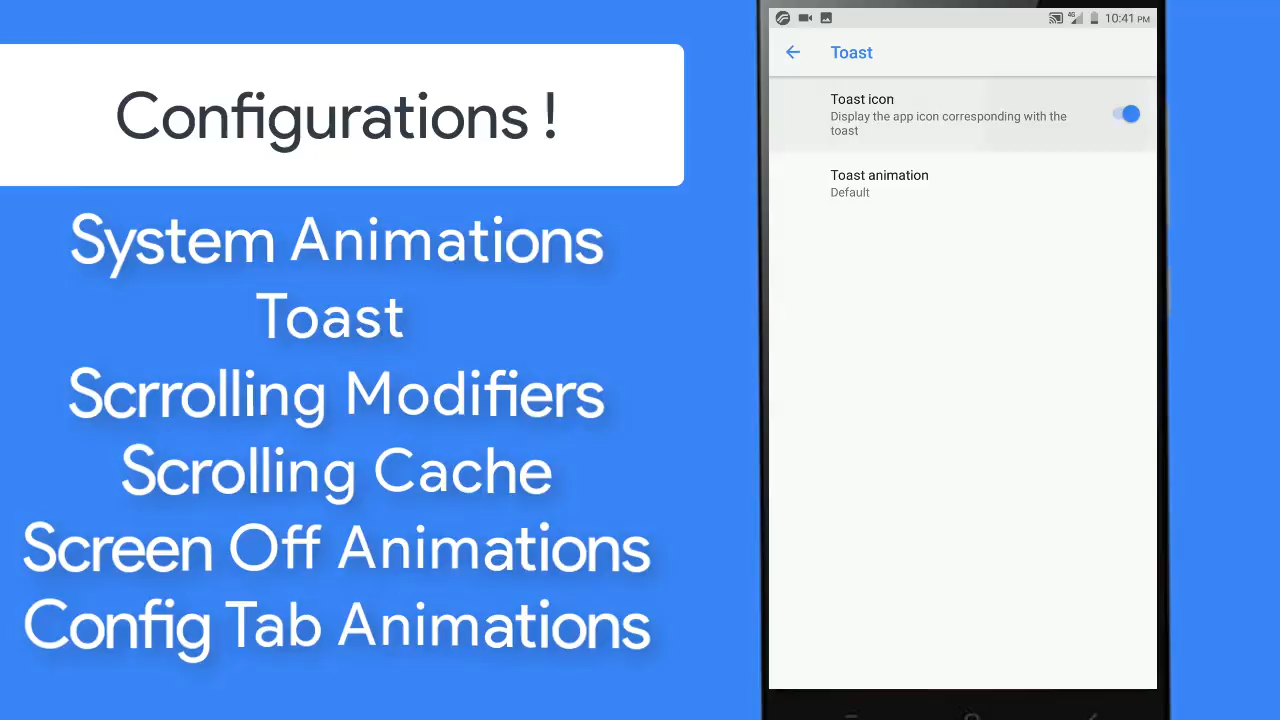 Configurations !
System Animations
Toast
Scrrolling Modifiers
Scrolling Cache
Screen Off Animations
Config Tab Animations
4G 10:41 PM
Toast
Toast icon
Display the app icon corresponding with the
toast
Toast animation
Default